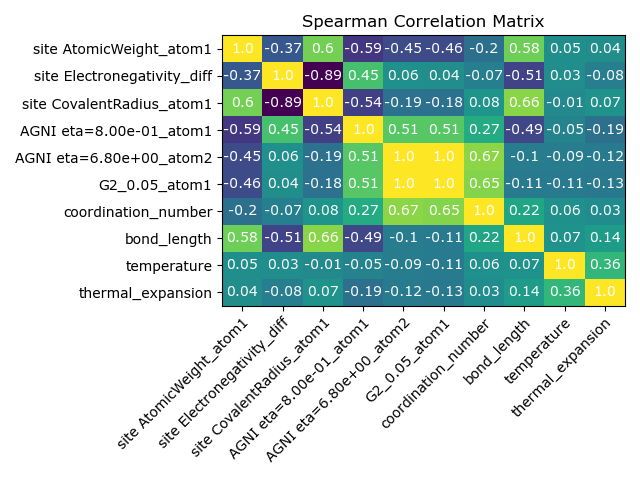 Spearman Correlation Matrix
site AtomicWeight_atom1 1.0 -0.37 0.6 -0.59 -0.45 -0.46 -0.2 0.58 0.05 0.04
site Electronegativity_diff -0.37 1.0 -0.89 0.45 0.06 0.04 -0.07 -0.51 0.03 -0.08
site CovalentRadius_atom1 0.6 -0.89 1.0 -0.54 -0.19 -0.18 0.08 0.66 -0.01 0.07
AGNI eta=8.00e-01_atom1 -0.59 0.45 -0.54 1.0 0.51 0.51 0.27 -0.49 -0.05 -0.19
AGNI eta=6.80e+00_atom2 -0.45 0.06 -0.19 0.51 1.0 1.0 0.67 -0.1 -0.09 -0.12
G2_0.05_atom1 -0.46 0.04 -0.18 0.51 1.0 1.0 0.65 -0.11 -0.11 -0.13
coordination_number -0.2 -0.07 0.08 0.27 0.67 0.65 1.0 0.22 0.06 0.03
bond_length 0.58 -0.51 0.66 -0.49 -0.1 -0.11 0.22 1.0 0.07 0.14
temperature 0.05 0.03 -0.01 -0.05 -0.09 -0.11 0.06 0.07 1.0 0.36
thermal_expansion 0.04 -0.08 0.07 -0.19 -0.12 -0.13 0.03 0.14 0.36 1.0
site AtomicWeight_atom1
site Electronegativity_diff
site CovalentRadius_atom1
AGNI eta=8.00e-01_atom1
AGNI eta=6.80e+00_atom2
G2_0.05_atom1
coordination_number
bond_length
temperature
thermal_expansion